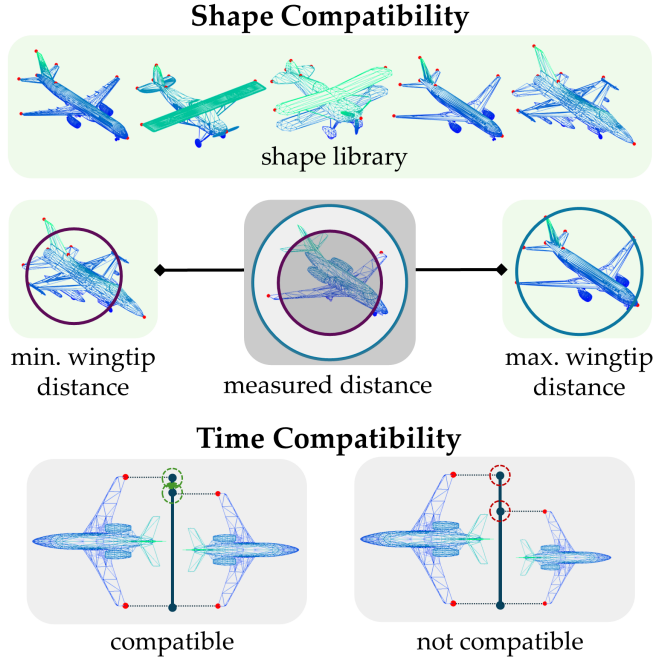 Shape Compatibility
shape library
min. wingtip
distance
measured distance
max. wingtip
distance
Time Compatibility
compatible
not compatible